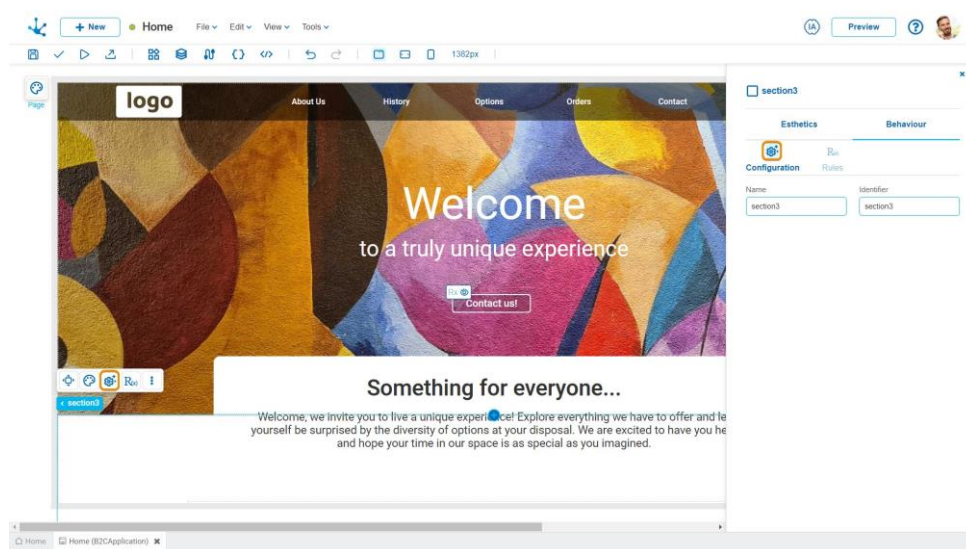 + New
Home
File
Edit
View
Tools
IA
Preview
?
1382px
Page
logo
About Us
History
Options
Orders
Contact
Welcome
to a truly unique experience
Rx
Contact us!
R(x)
section3
Something for everyone...
Welcome, we invite you to live a unique experience! Explore everything we have to offer and le
yourself be surprised by the diversity of options at your disposal. We are excited to have you he
and hope your time in our space is as special as you imagined.
section3
Esthetics
Behaviour
R(x)
Configuration
Rules
Name
Identifier
section3
section3
Home
Home (B2CApplication)